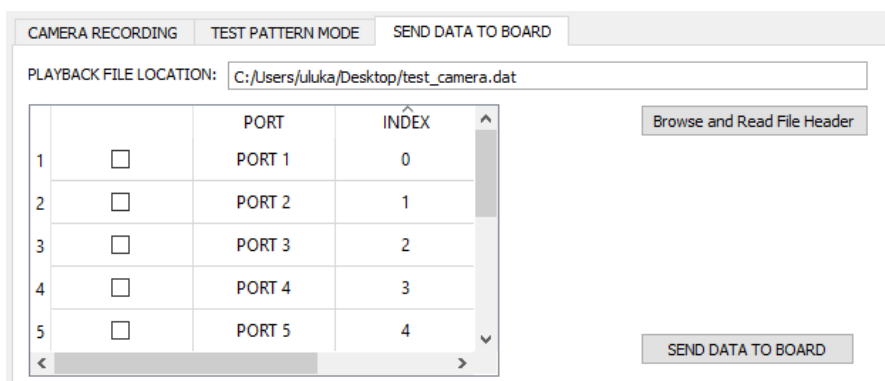 CAMERA RECORDING TEST PATTERN MODE SEND DATA TO BOARD
PLAYBACK FILE LOCATION: C:/Users/uluka/Desktop/test_camera.dat
PORT INDEX
Browse and Read File Header
1 PORT 1 0
2 PORT 2 1
3 PORT 3 2
4 PORT 4 3
5 PORT 5 4
SEND DATA TO BOARD